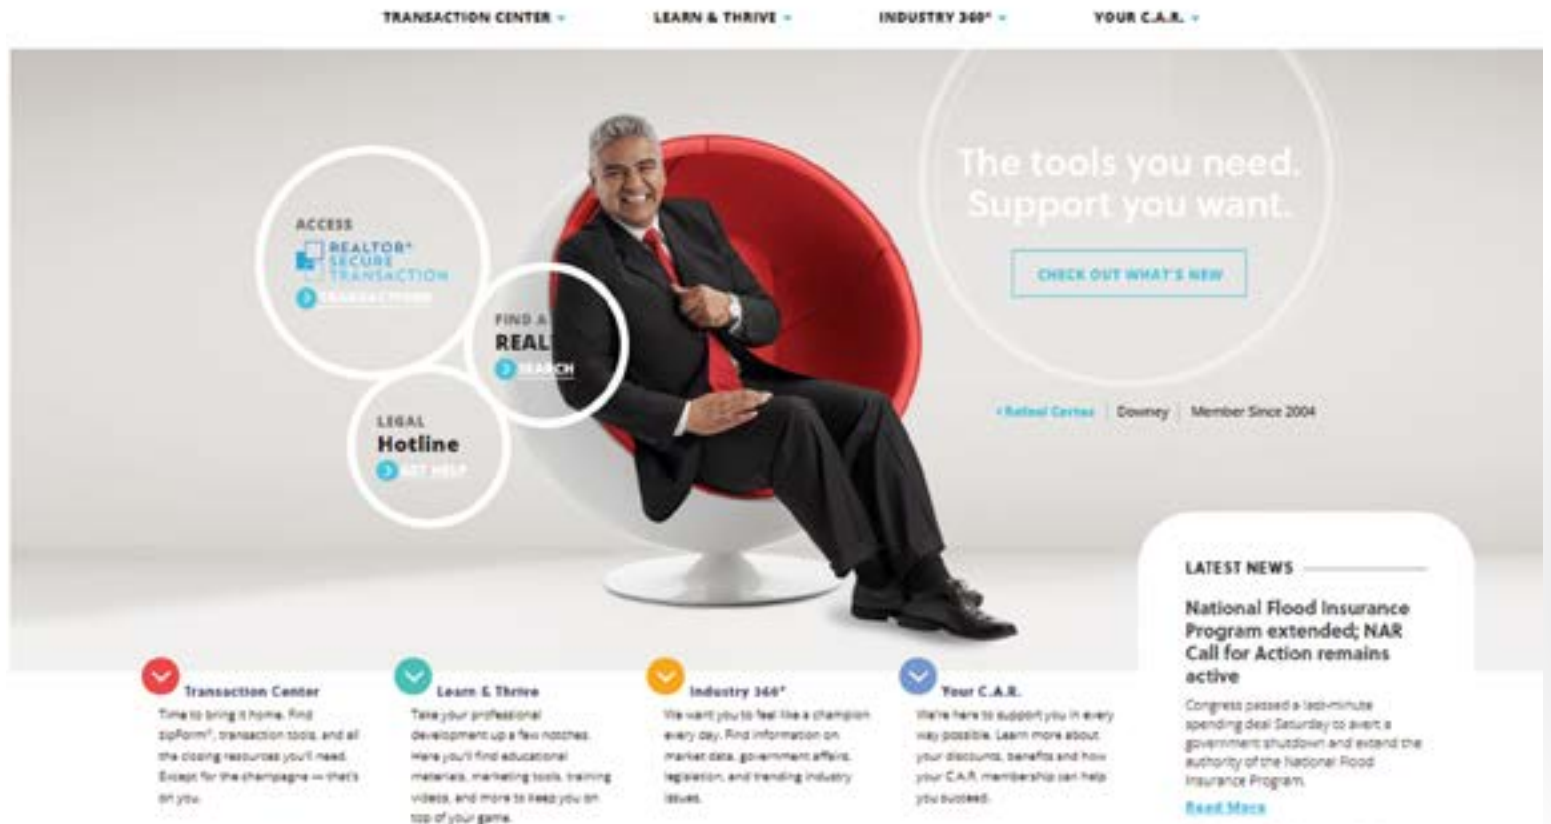 TRANSACTION CENTER
LEARN & THRIVE
INDUSTRY 360°
YOUR C.A.R.
The tools you need.
Support you want.
CHECK OUT WHAT'S NEW
ACCESS
REALTOR®
SECURE
TRANSACTION
TRANSACTIONS
FIND A
REAL
SEARCH
LEGAL
Hotline
GET HELP
Downey
Member Since 2004
LATEST NEWS
National Flood Insurance
Program extended; NAR
Call for Action remains
active
Congress passed a last-minute
spending deal Saturday to avert a
government shutdown and extend the
authority of the National Flood
Insurance Program.
Read More
Transaction Center
Time to bring it home. Find
zipForm®, transaction tools, and all
the closing resources you'll need.
Except for the champagne — that's
on you.
Learn & Thrive
Take your professional
development up a few notches.
Here you'll find educational
materials, marketing tools, training
videos, and more to keep you on
top of your game.
Industry 360°
We want you to feel like a champion
every day. Find information on
market data, government affairs,
legislation, and trending industry
issues.
Your C.A.R.
We're here to support you in every
way possible. Learn more about
your discounts, benefits and how
your C.A.R. membership can help
you succeed.